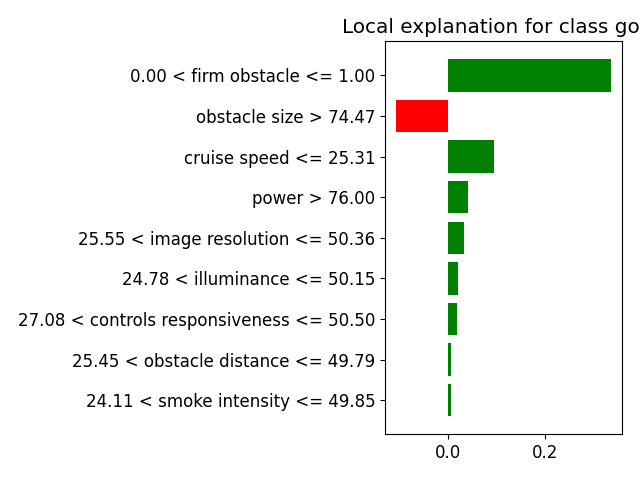 Local explanation for class go
0.00 < firm obstacle <= 1.00
obstacle size > 74.47
cruise speed <= 25.31
power > 76.00
25.55 < image resolution <= 50.36
24.78 < illuminance <= 50.15
27.08 < controls responsiveness <= 50.50
25.45 < obstacle distance <= 49.79
24.11 < smoke intensity <= 49.85
0.0 0.2